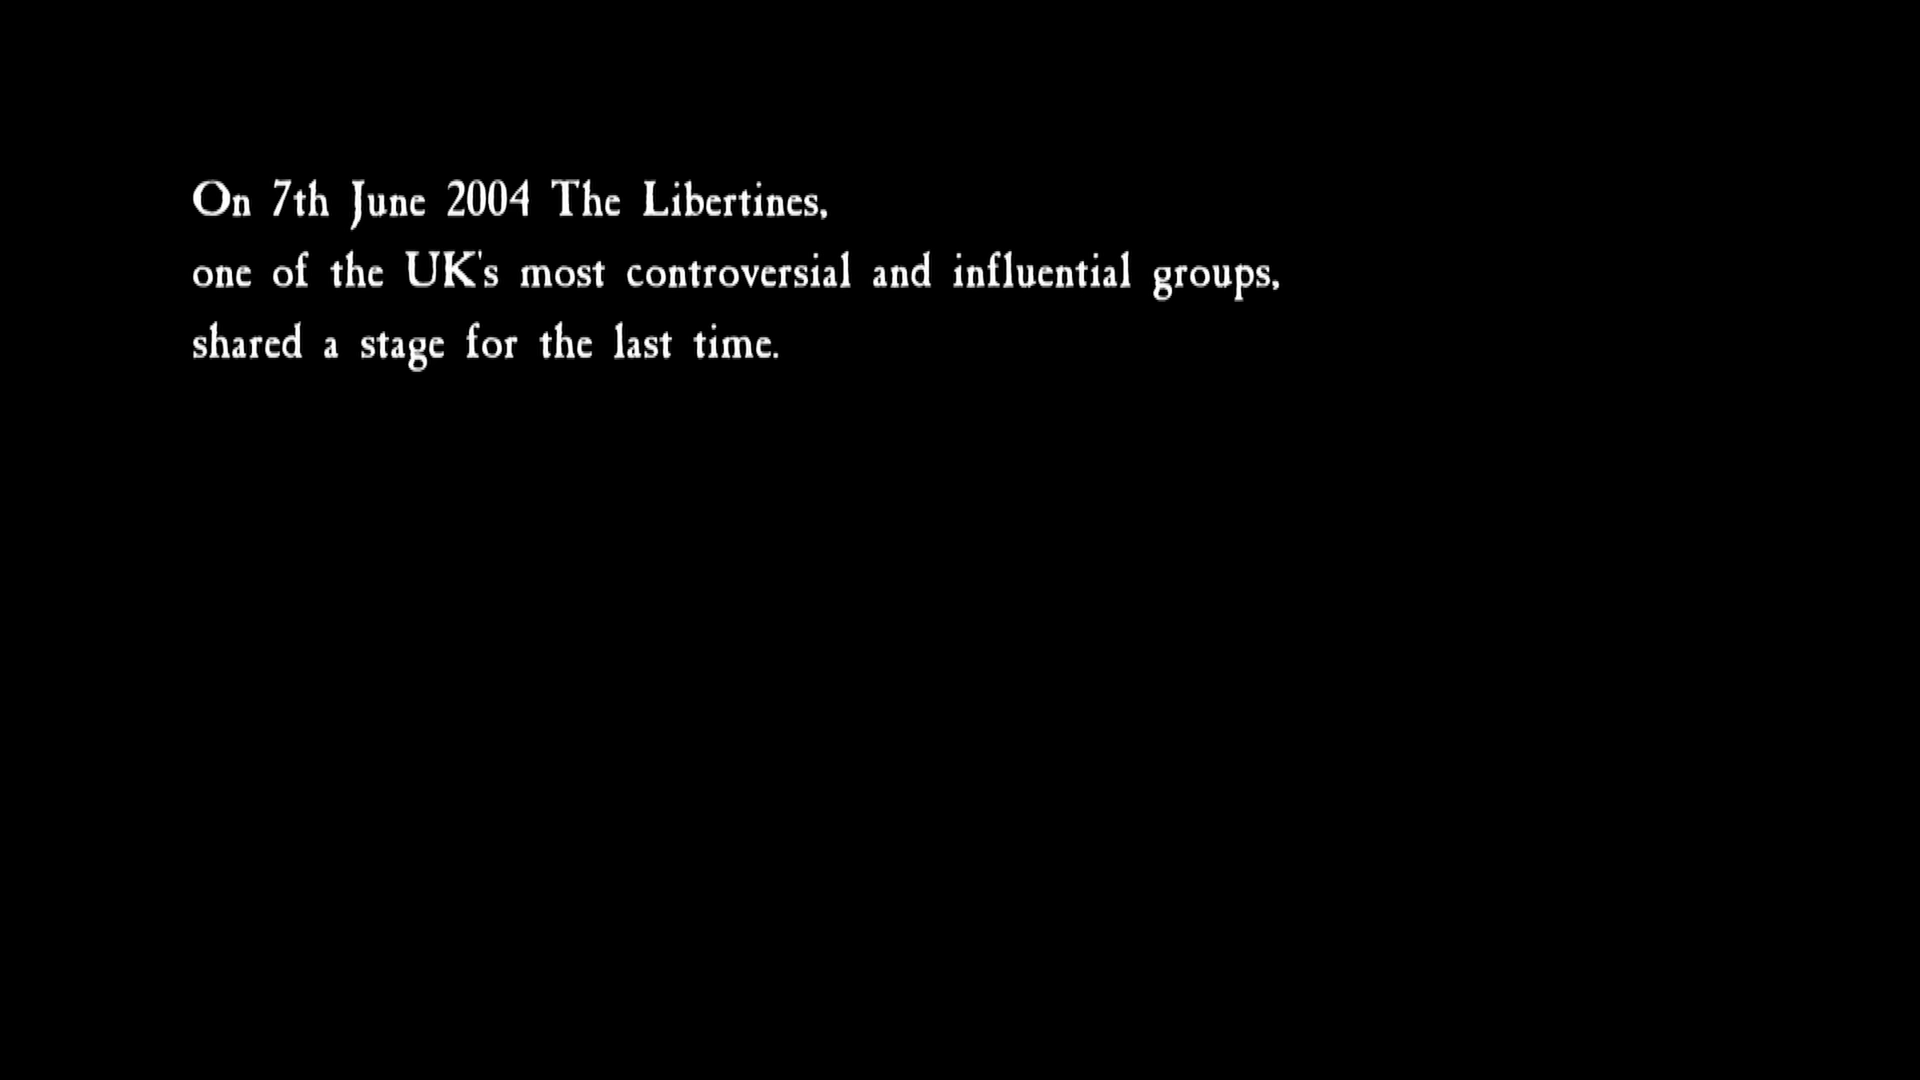 On 7th June 2004 The Libertines,
one of the UK's most controversial and influential groups,
shared a stage for the last time.